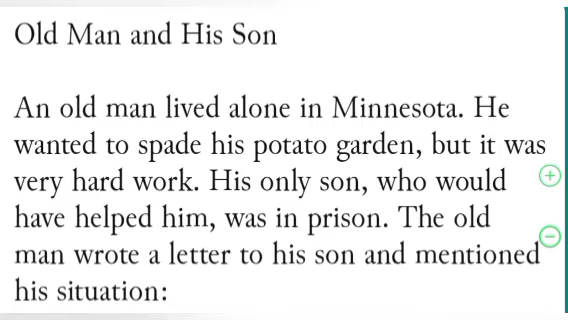 Old Man and His Son
An old man lived alone in Minnesota. He
wanted to spade his potato garden, but it was
very hard work. His only son, who would
have helped him, was in prison. The old
man wrote a letter to his son and mentioned
his situation: